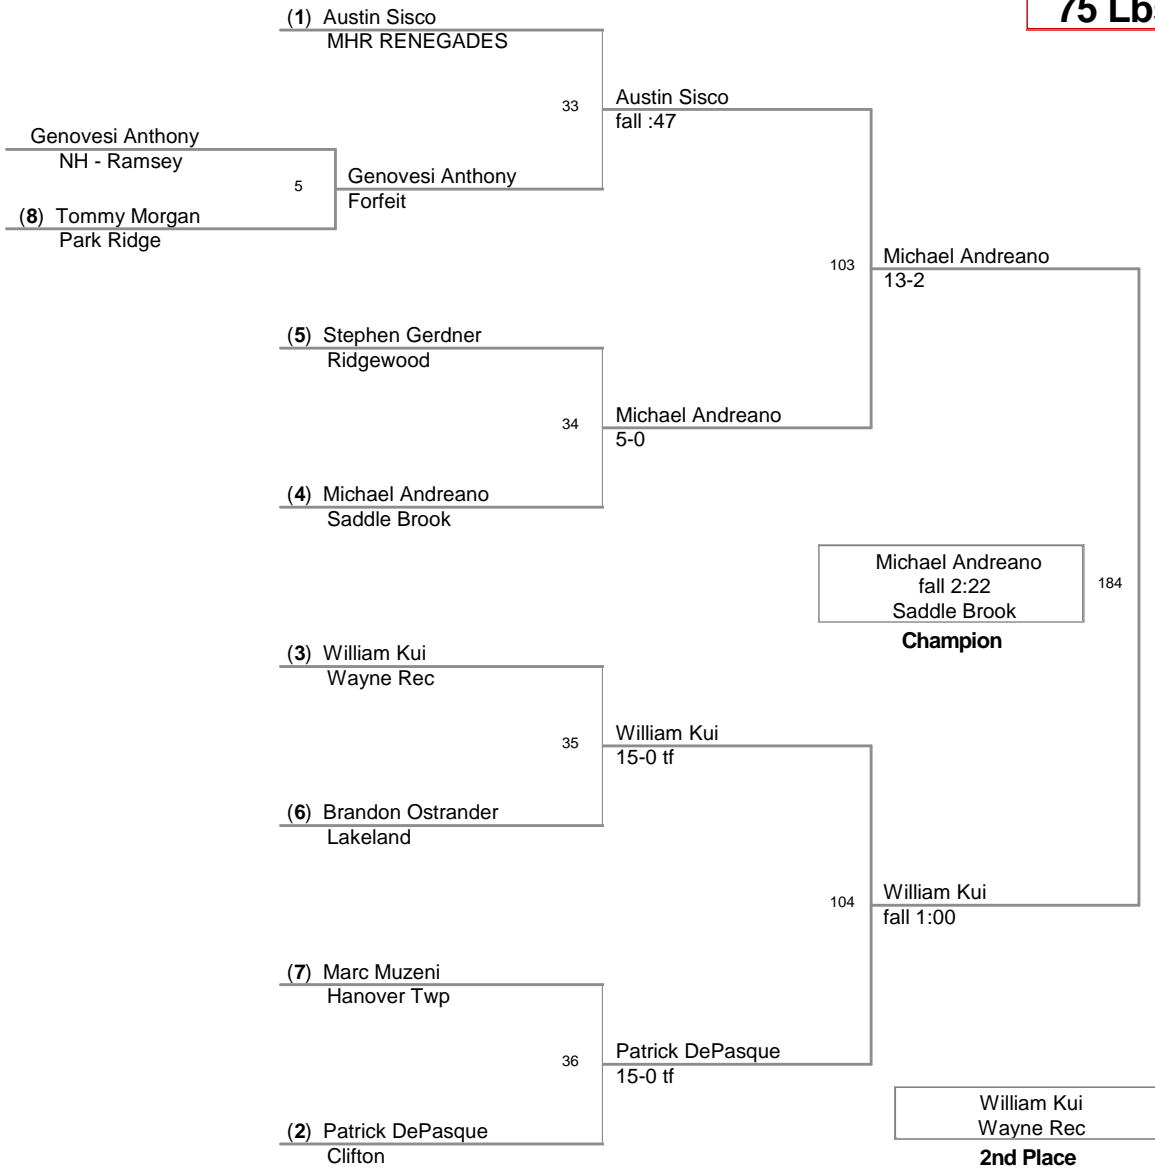 75 Lbs
(1) Austin Sisco
MHR RENEGADES
33
Austin Sisco
fall :47
Genovesi Anthony
NH - Ramsey
5
Genovesi Anthony
Forfeit
(8) Tommy Morgan
Park Ridge
103
Michael Andreano
13-2
(5) Stephen Gerdner
Ridgewood
34
Michael Andreano
5-0
(4) Michael Andreano
Saddle Brook
Michael Andreano
fall 2:22
Saddle Brook
184
Champion
(3) William Kui
Wayne Rec
35
William Kui
15-0 tf
(6) Brandon Ostrander
Lakeland
104
William Kui
fall 1:00
(7) Marc Muzeni
Hanover Twp
36
Patrick DePasque
15-0 tf
(2) Patrick DePasque
Clifton
William Kui
Wayne Rec
2nd Place